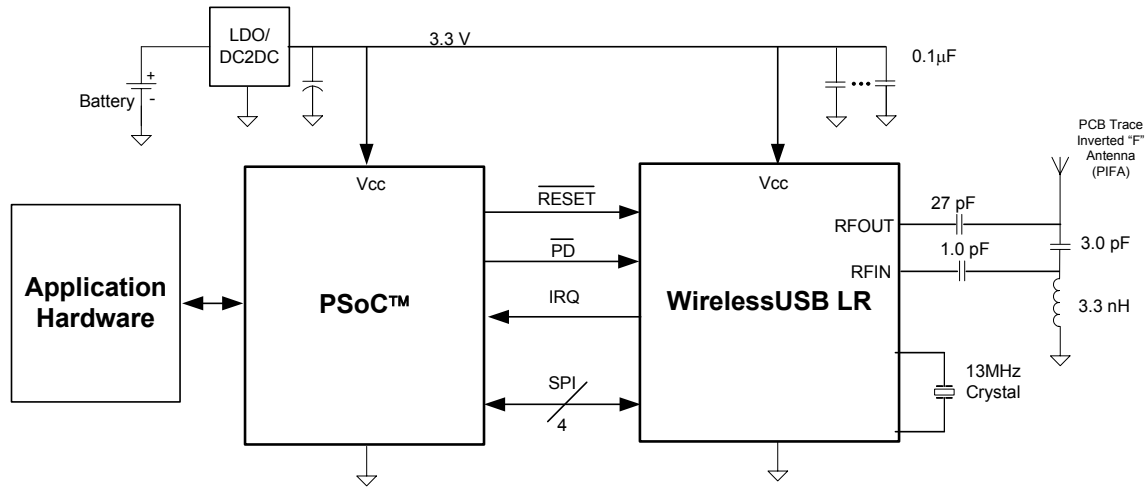 LDO/
DC2DC
3.3 V
0.1µF
+
-
Battery
PCB Trace
Inverted “F”
Antenna
(PIFA)
Vcc
Vcc
RESET
27 pF
RFOUT
PD
1.0 pF
3.0 pF
RFIN
Application
Hardware
PSoC™
IRQ
WirelessUSB LR
3.3 nH
SPI
4
13MHz
Crystal